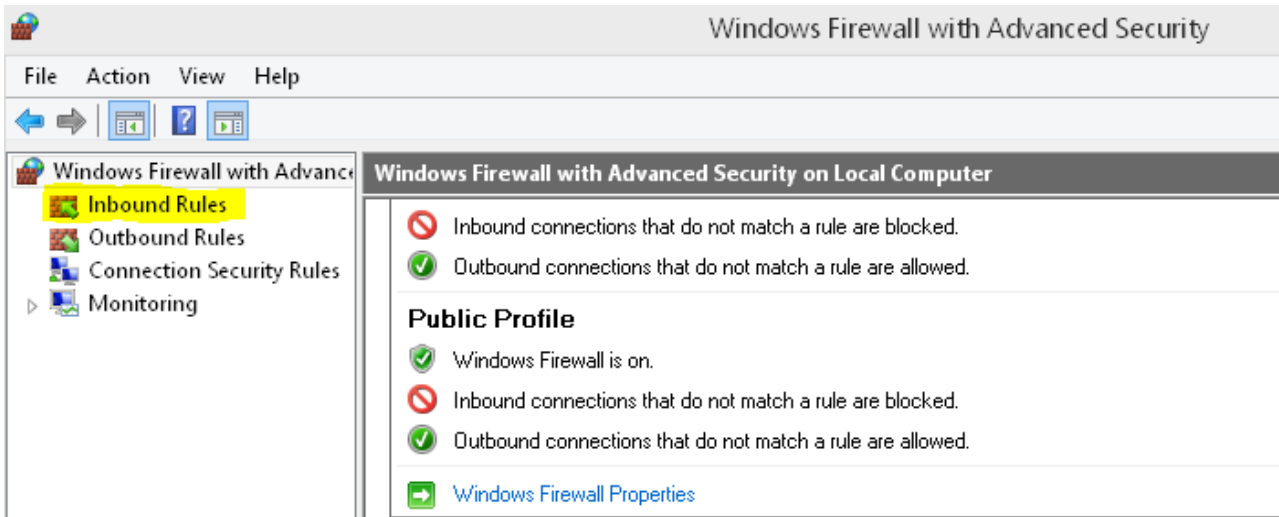 Windows Firewall with Advanced Security
File Action View Help
Windows Firewall with Advance
Inbound Rules
Outbound Rules
Connection Security Rules
Monitoring
Windows Firewall with Advanced Security on Local Computer
Inbound connections that do not match a rule are blocked.
Outbound connections that do not match a rule are allowed.
Public Profile
Windows Firewall is on.
Inbound connections that do not match a rule are blocked.
Outbound connections that do not match a rule are allowed.
Windows Firewall Properties